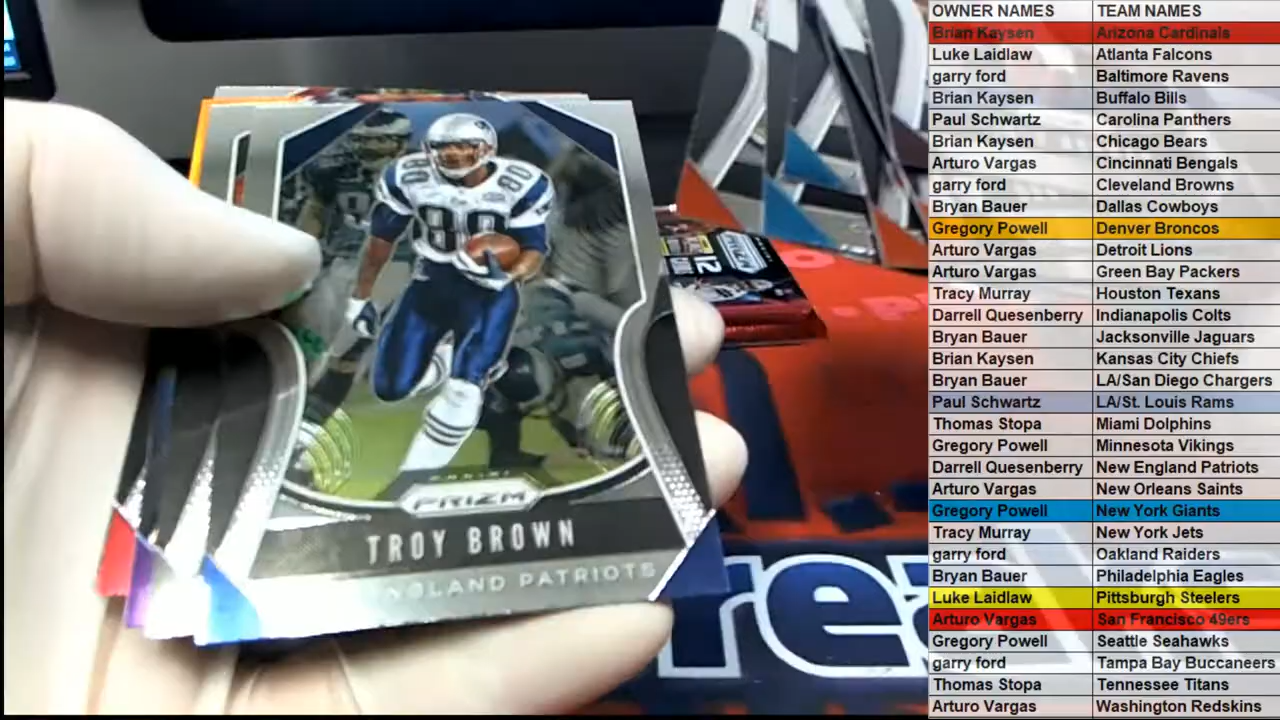 OWNER NAMES TEAM NAMES
Brian Kaysen Arizona Cardinals
Luke Laidlaw Atlanta Falcons
garry ford Baltimore Ravens
Brian Kaysen Buffalo Bills
Paul Schwartz Carolina Panthers
Brian Kaysen Chicago Bears
Arturo Vargas Cincinnati Bengals
garry ford Cleveland Browns
Bryan Bauer Dallas Cowboys
Gregory Powell Denver Broncos
Arturo Vargas Detroit Lions
Arturo Vargas Green Bay Packers
Tracy Murray Houston Texans
Darrell Quesenberry Indianapolis Colts
Bryan Bauer Jacksonville Jaguars
Brian Kaysen Kansas City Chiefs
Bryan Bauer LA/San Diego Chargers
Paul Schwartz LA/St. Louis Rams
Thomas Stopa Miami Dolphins
Gregory Powell Minnesota Vikings
Darrell Quesenberry New England Patriots
Arturo Vargas New Orleans Saints
Gregory Powell New York Giants
Tracy Murray New York Jets
garry ford Oakland Raiders
Bryan Bauer Philadelphia Eagles
Luke Laidlaw Pittsburgh Steelers
Arturo Vargas San Francisco 49ers
Gregory Powell Seattle Seahawks
garry ford Tampa Bay Buccaneers
Thomas Stopa Tennessee Titans
Arturo Vargas Washington Redskins
80 80
80
PRIZM
12
PANINI
PRIZM
TROY BROWN
NGLAND PATRIOTS
rea